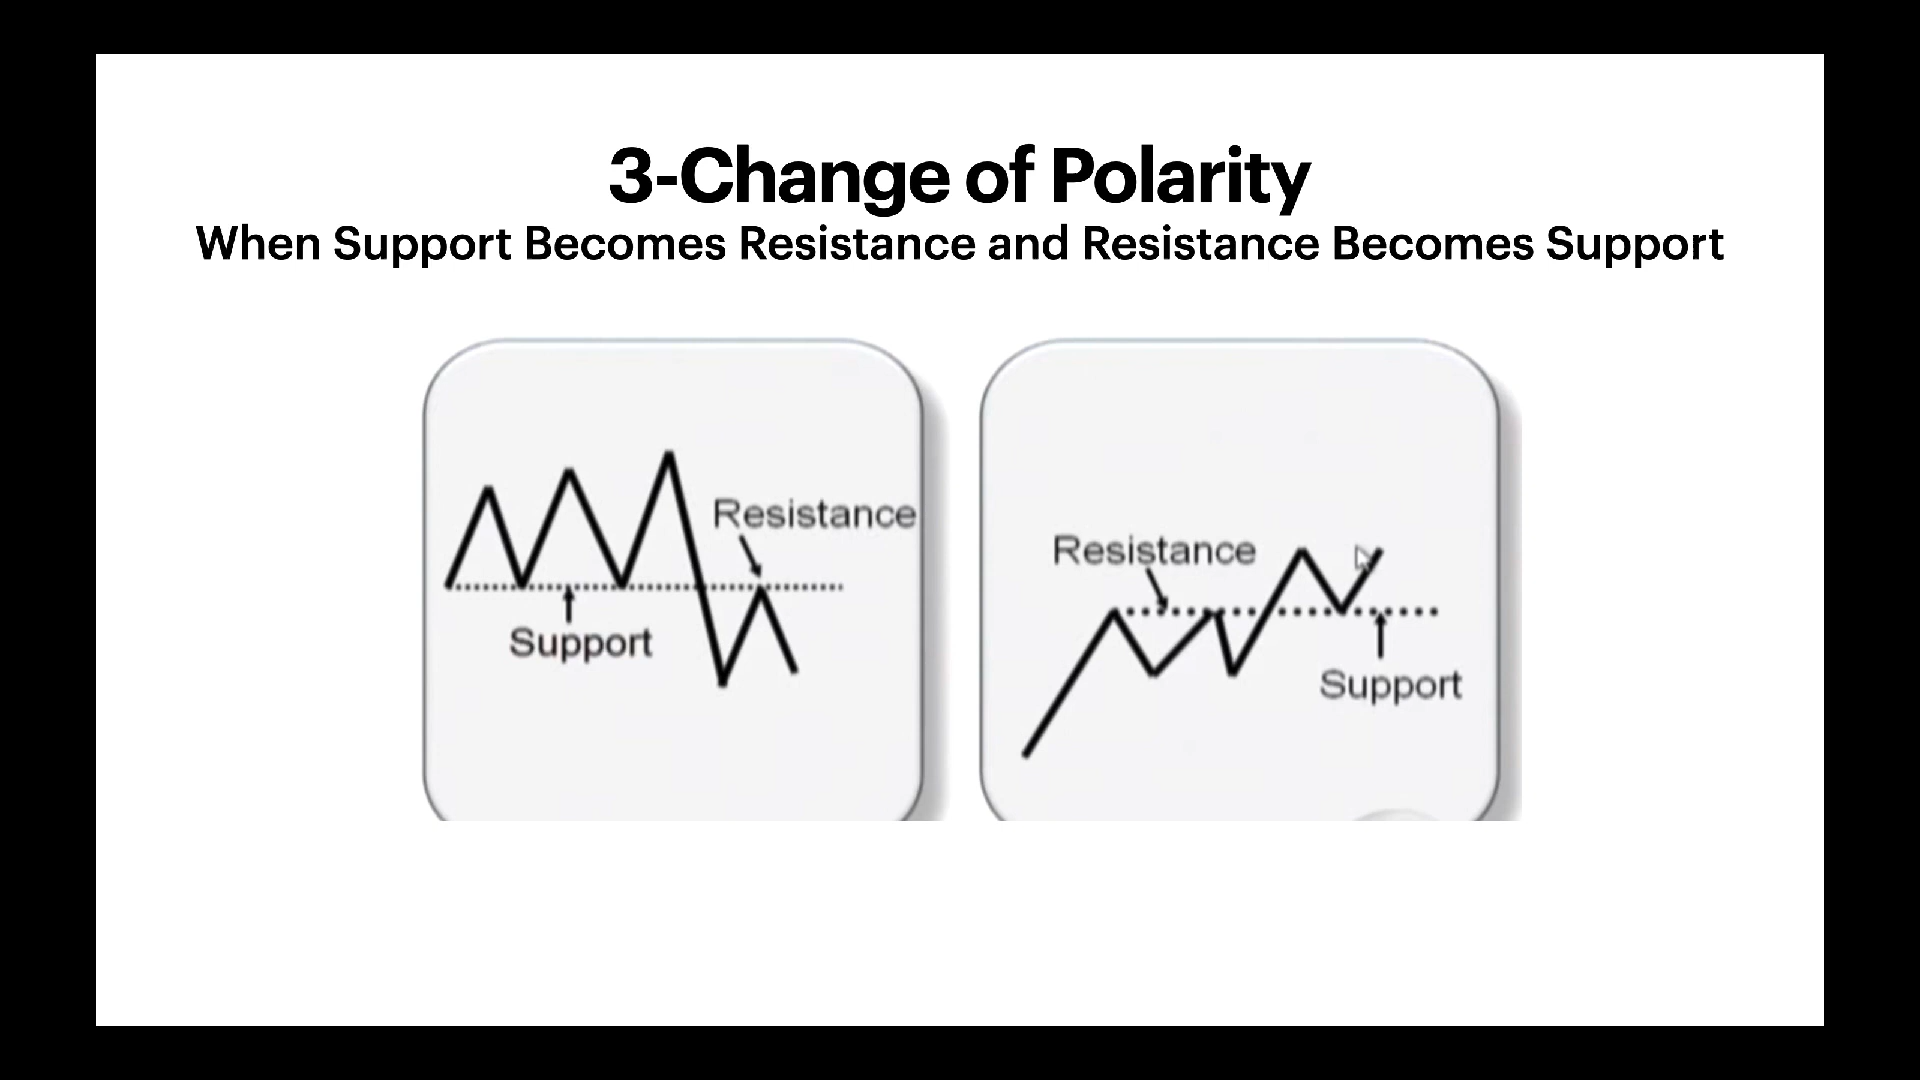 3-Change of Polarity
When Support Becomes Resistance and Resistance Becomes Support
Resistance
Support
Resistance
Support